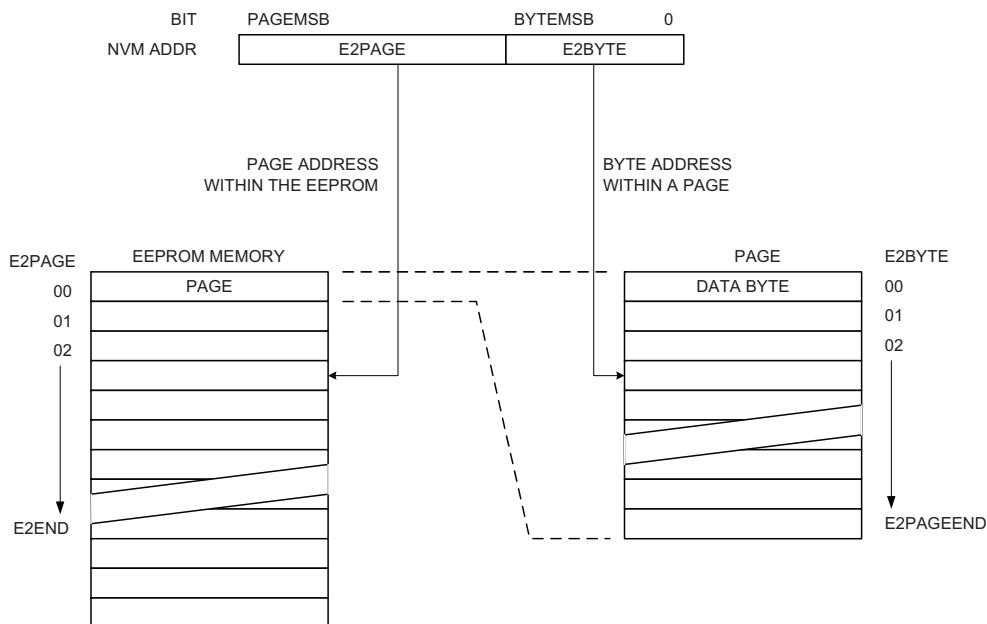 BIT PAGEMSB BYTEMSB 0
NVM ADDR E2PAGE E2BYTE
PAGE ADDRESS
WITHIN THE EEPROM
BYTE ADDRESS
WITHIN A PAGE
E2PAGE EEPROM MEMORY
00 PAGE
01
02
E2END
PAGE E2BYTE
DATA BYTE 00
01
02
E2PAGEEND